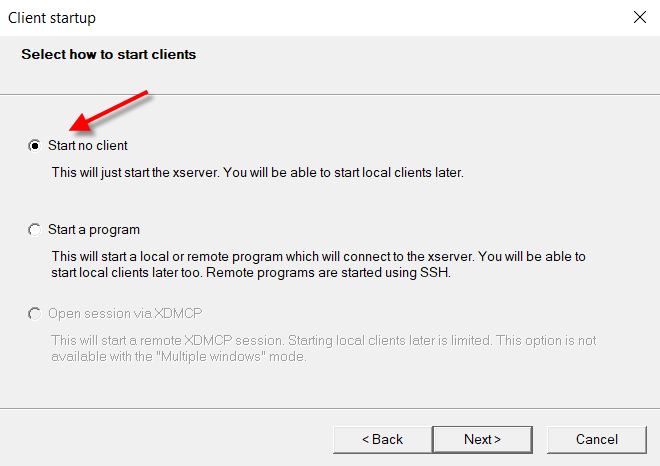 Client startup
Select how to start clients
Start no client
This will just start the xserver. You will be able to start local clients later.
Start a program
This will start a local or remote program which will connect to the xserver. You will be able to
start local clients later too. Remote programs are started using SSH.
Open session via XDMCP
This will start a remote XDMCP session. Starting local clients later is limited. This option is not
available with the "Multiple windows" mode.
< Back Next > Cancel